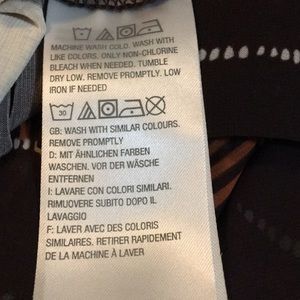 MACHINE WASH COLD. WASH WITH
LINE COLORS. ONLY NON-CHLORINE
BLEACH WHEN NEEDED. TUMBLE
DRY LOW. REMOVE PROMPTLY. LOW
IRON IF NEEDED
30
GB: WASH WITH SIMILAR COLOURS.
REMOVE PROMPTLY
D: MIT ÄHNLICHEN FARBEN
WASCHEN. VOR DER WÄSCHE
ENTFERNEN
I: LAVARE CON COLORI SIMILARI.
RIMUOVERE SUBITO DOPO IL
LAVAGGIO
F: LAVER AVEC DES COLORIS
SIMILAIRES. RETIRER RAPIDEMENT
DE LA MACHINE À LAVER